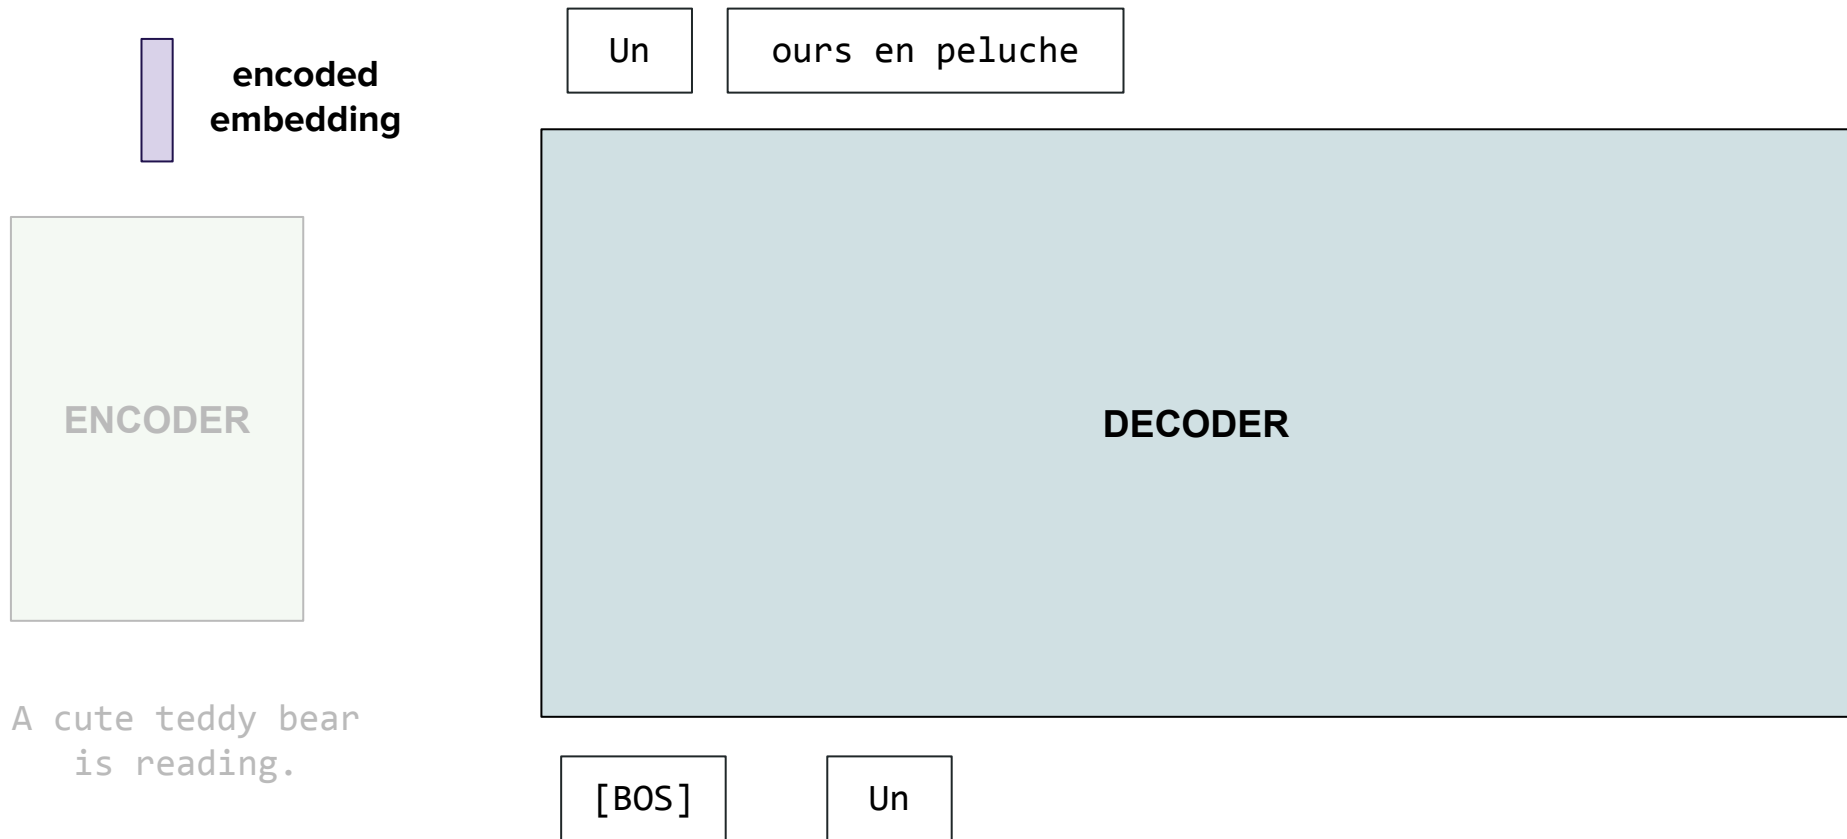 encoded
embedding
Un
ours en peluche
ENCODER
DECODER
A cute teddy bear
is reading.
[BOS]
Un